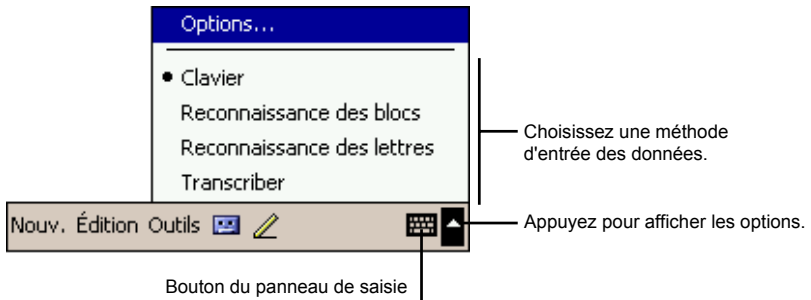 Options...
Clavier
Reconnaissance des blocs
Reconnaissance des lettres
Transcriber
Choisissez une méthode
d'entrée des données.
Nouv. Édition Outils
Appuyez pour afficher les options.
Bouton du panneau de saisie